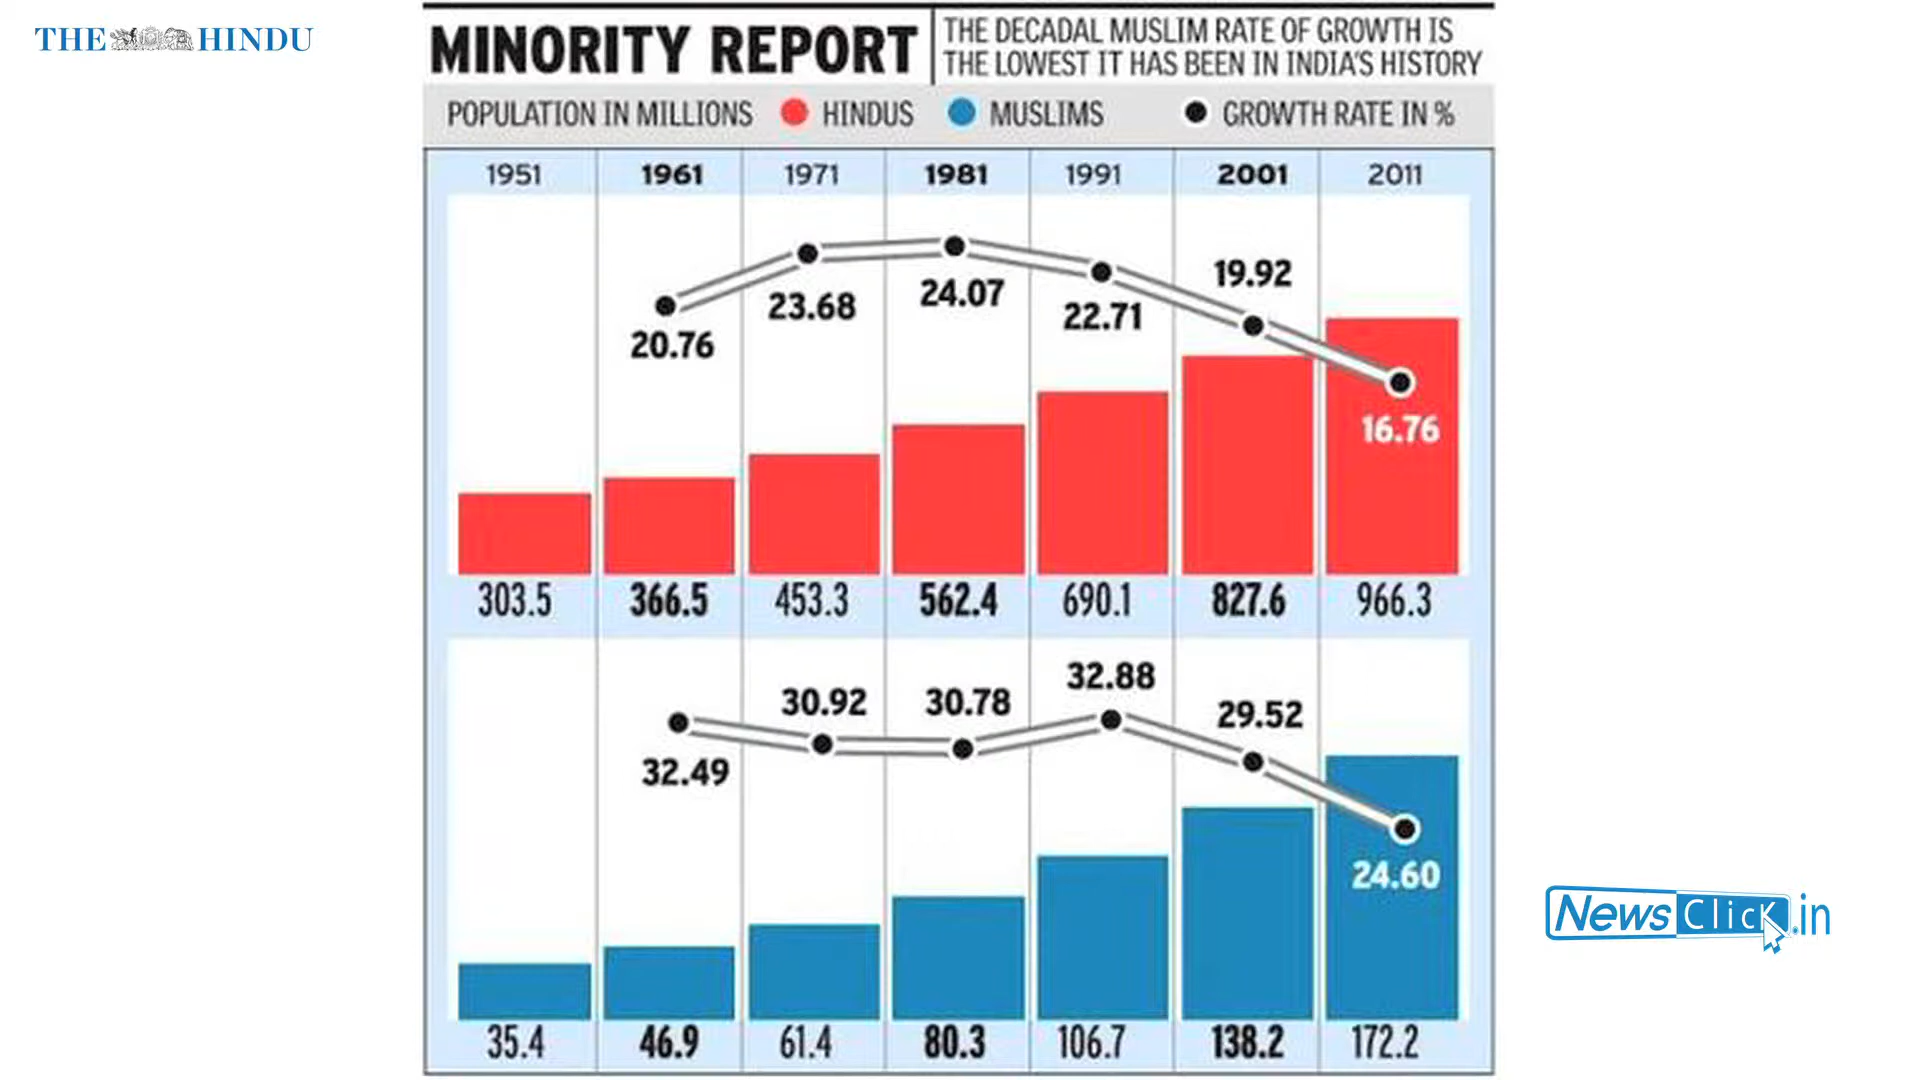 THE HINDU
MINORITY REPORT
THE DECADAL MUSLIM RATE OF GROWTH IS
THE LOWEST IT HAS BEEN IN INDIA'S HISTORY
POPULATION IN MILLIONS HINDUS MUSLIMS GROWTH RATE IN %
1951 1961 1971 1981 1991 2001 2011
20.76 23.68 24.07 22.71 19.92 16.76
303.5 366.5 453.3 562.4 690.1 827.6 966.3
32.49 30.92 30.78 32.88 29.52 24.60
35.4 46.9 61.4 80.3 106.7 138.2 172.2
NewsClick.in